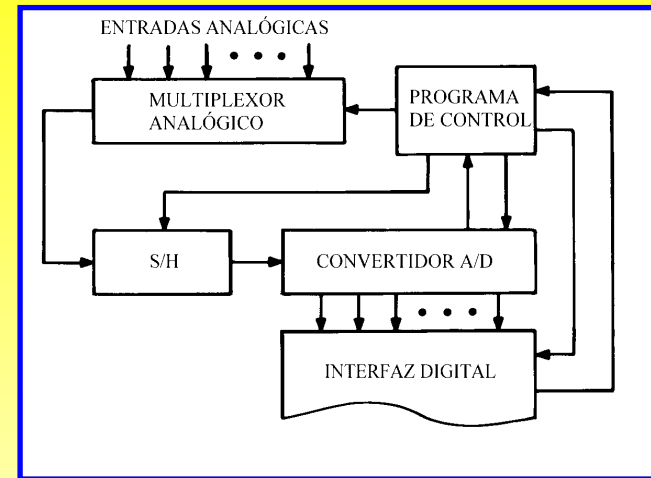 ENTRADAS ANALÓGICAS
MULTIPLEXOR
ANALÓGICO
PROGRAMA
DE CONTROL
S/H
CONVERTIDOR A/D
INTERFAZ DIGITAL